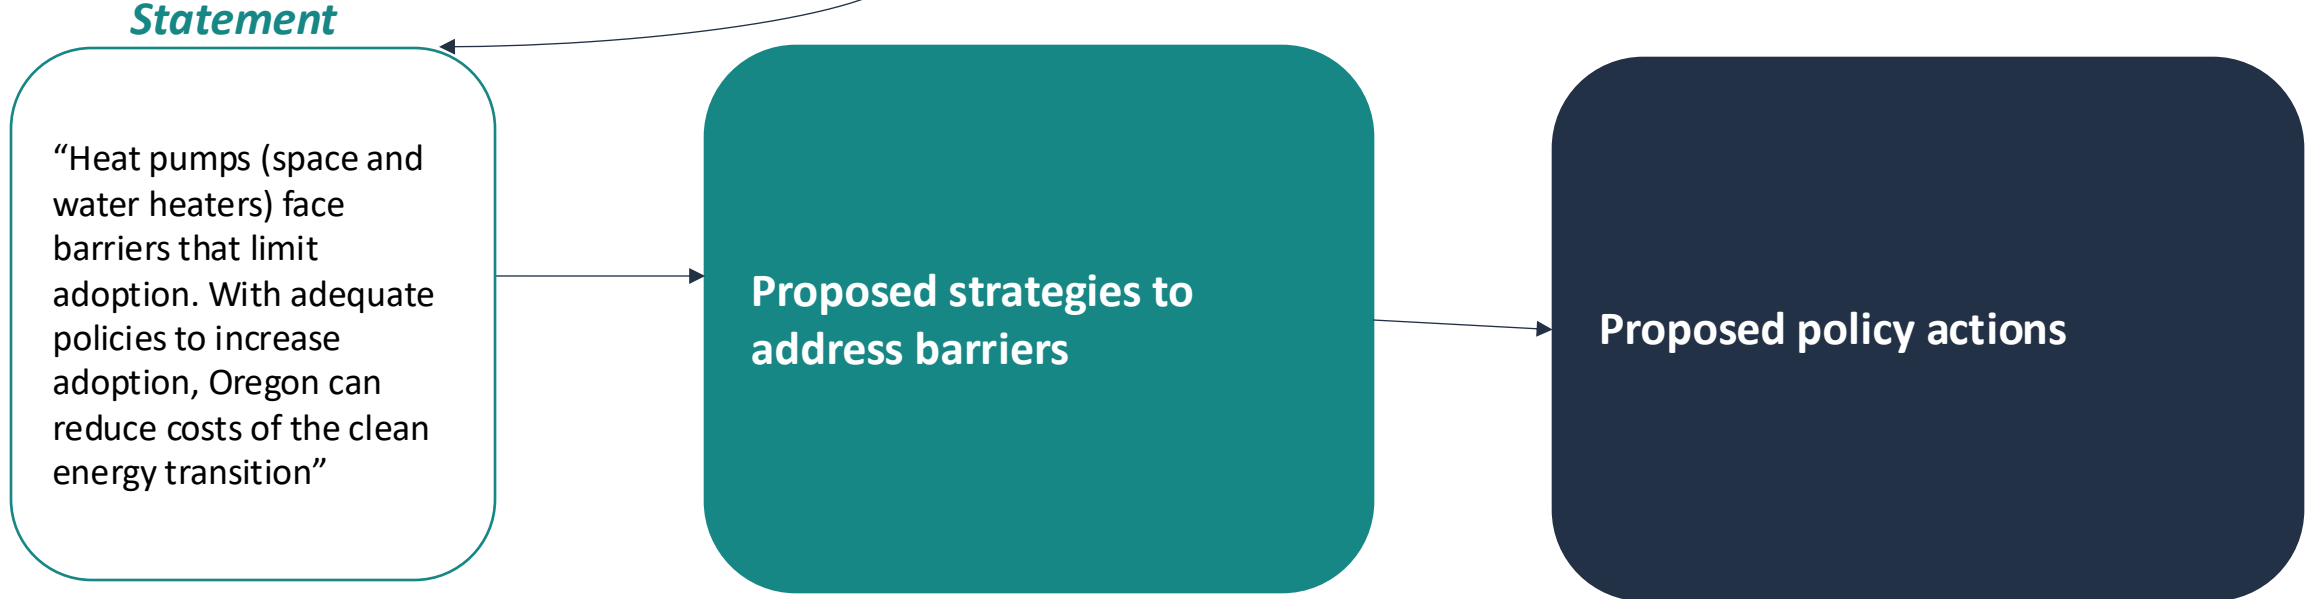 Statement
“Heat pumps (space and
water heaters) face
barriers that limit
adoption. With adequate
policies to increase
adoption, Oregon can
reduce costs of the clean
energy transition”
Proposed strategies to
address barriers
Proposed policy actions